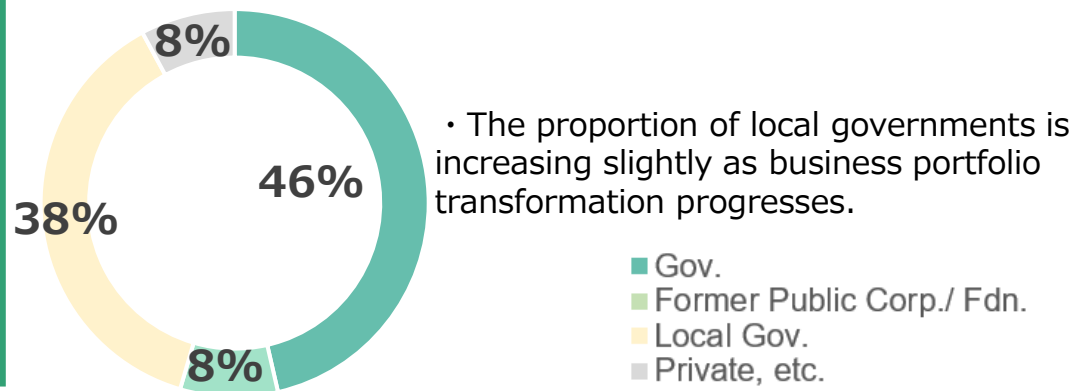 8%
・The proportion of local governments is
increasing slightly as business portfolio
transformation progresses.
46%
38%
8%
Gov.
Former Public Corp./ Fdn.
Local Gov.
Private, etc.